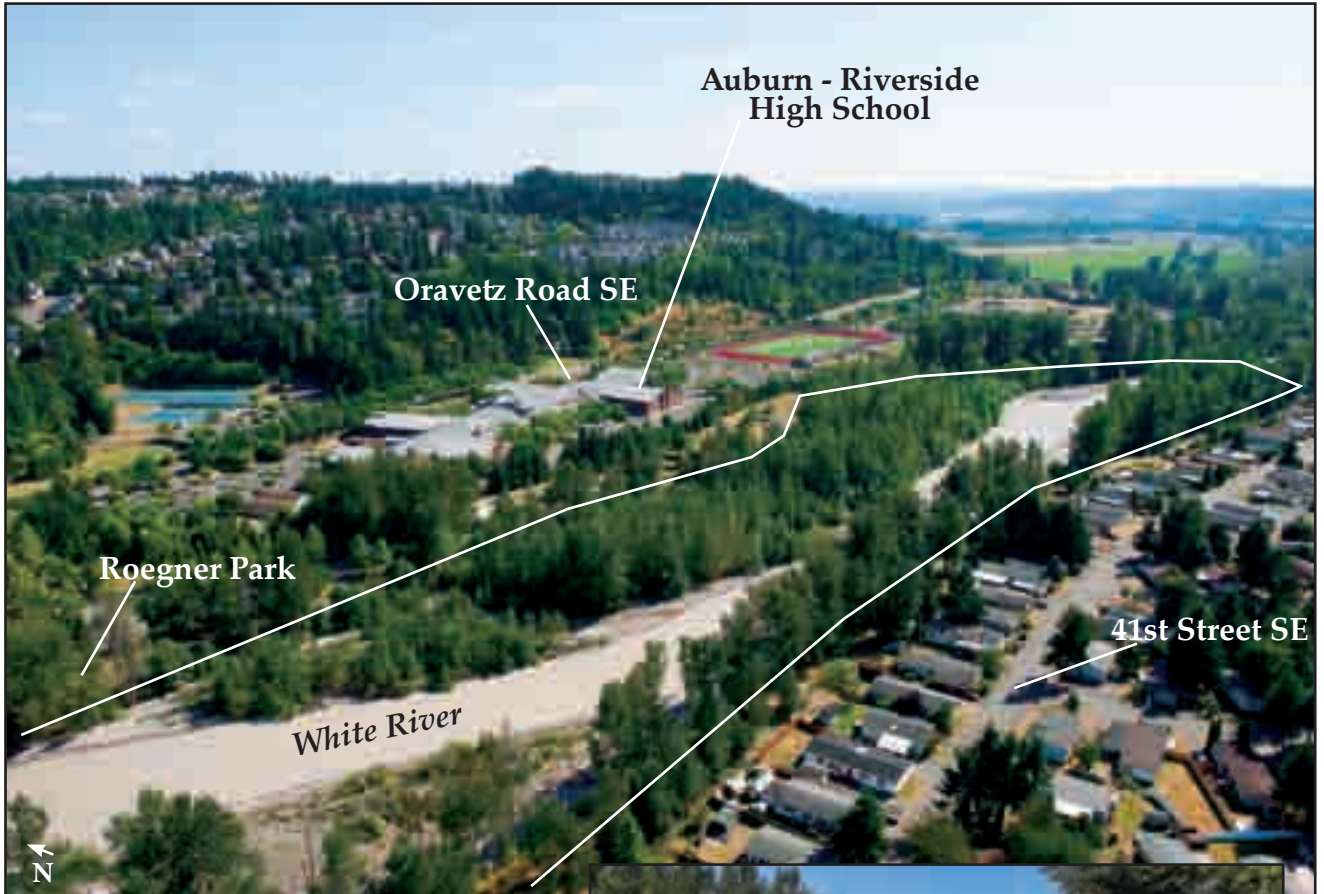 Auburn - Riverside
High School
Oravetz Road SE
Roegner Park
41st Street SE
White River
N